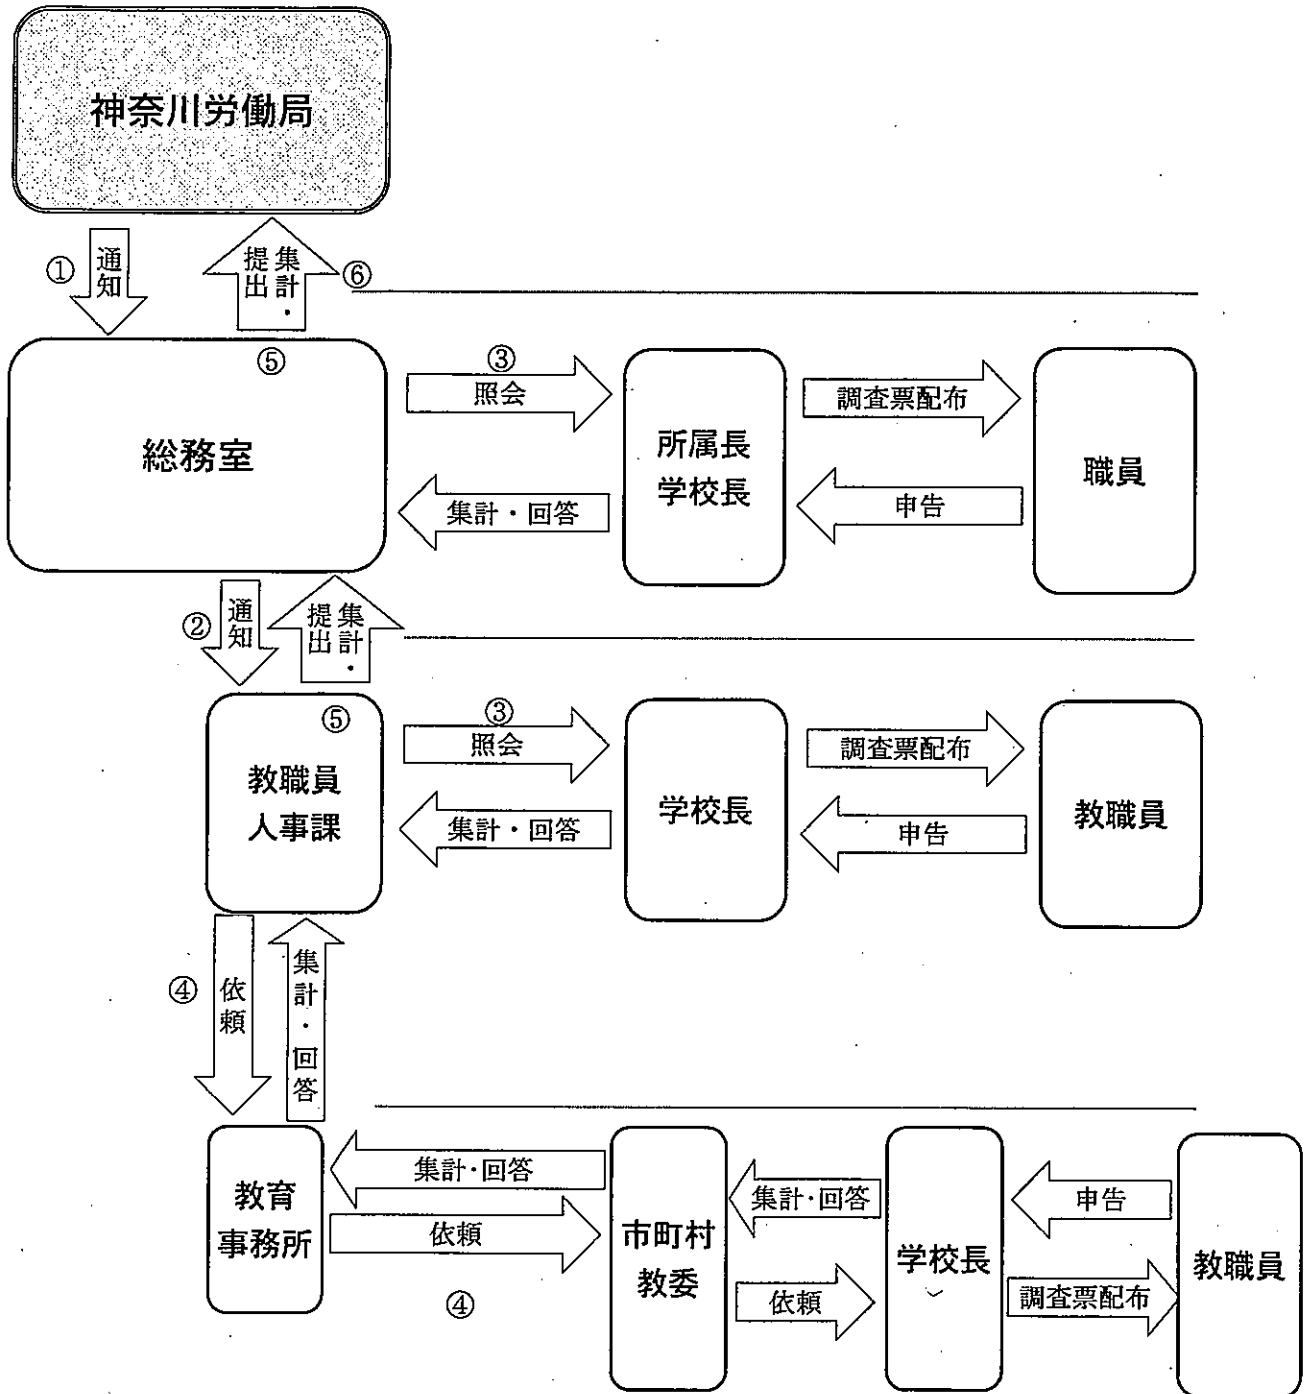 神奈川労働局
①
通知
集計・
提出
⑥
総務室
⑤
③
照会
集計・回答
所属長
学校長
調査票配布
申告
職員
②
通知
集計・
提出
教職員
人事課
⑤
③
照会
集計・回答
学校長
調査票配布
申告
教職員
④
依頼
集計・回答
教育
事務所
集計・回答
依頼
④
市町村
教委
集計・回答
依頼
学校長
申告
調査票配布
教職員